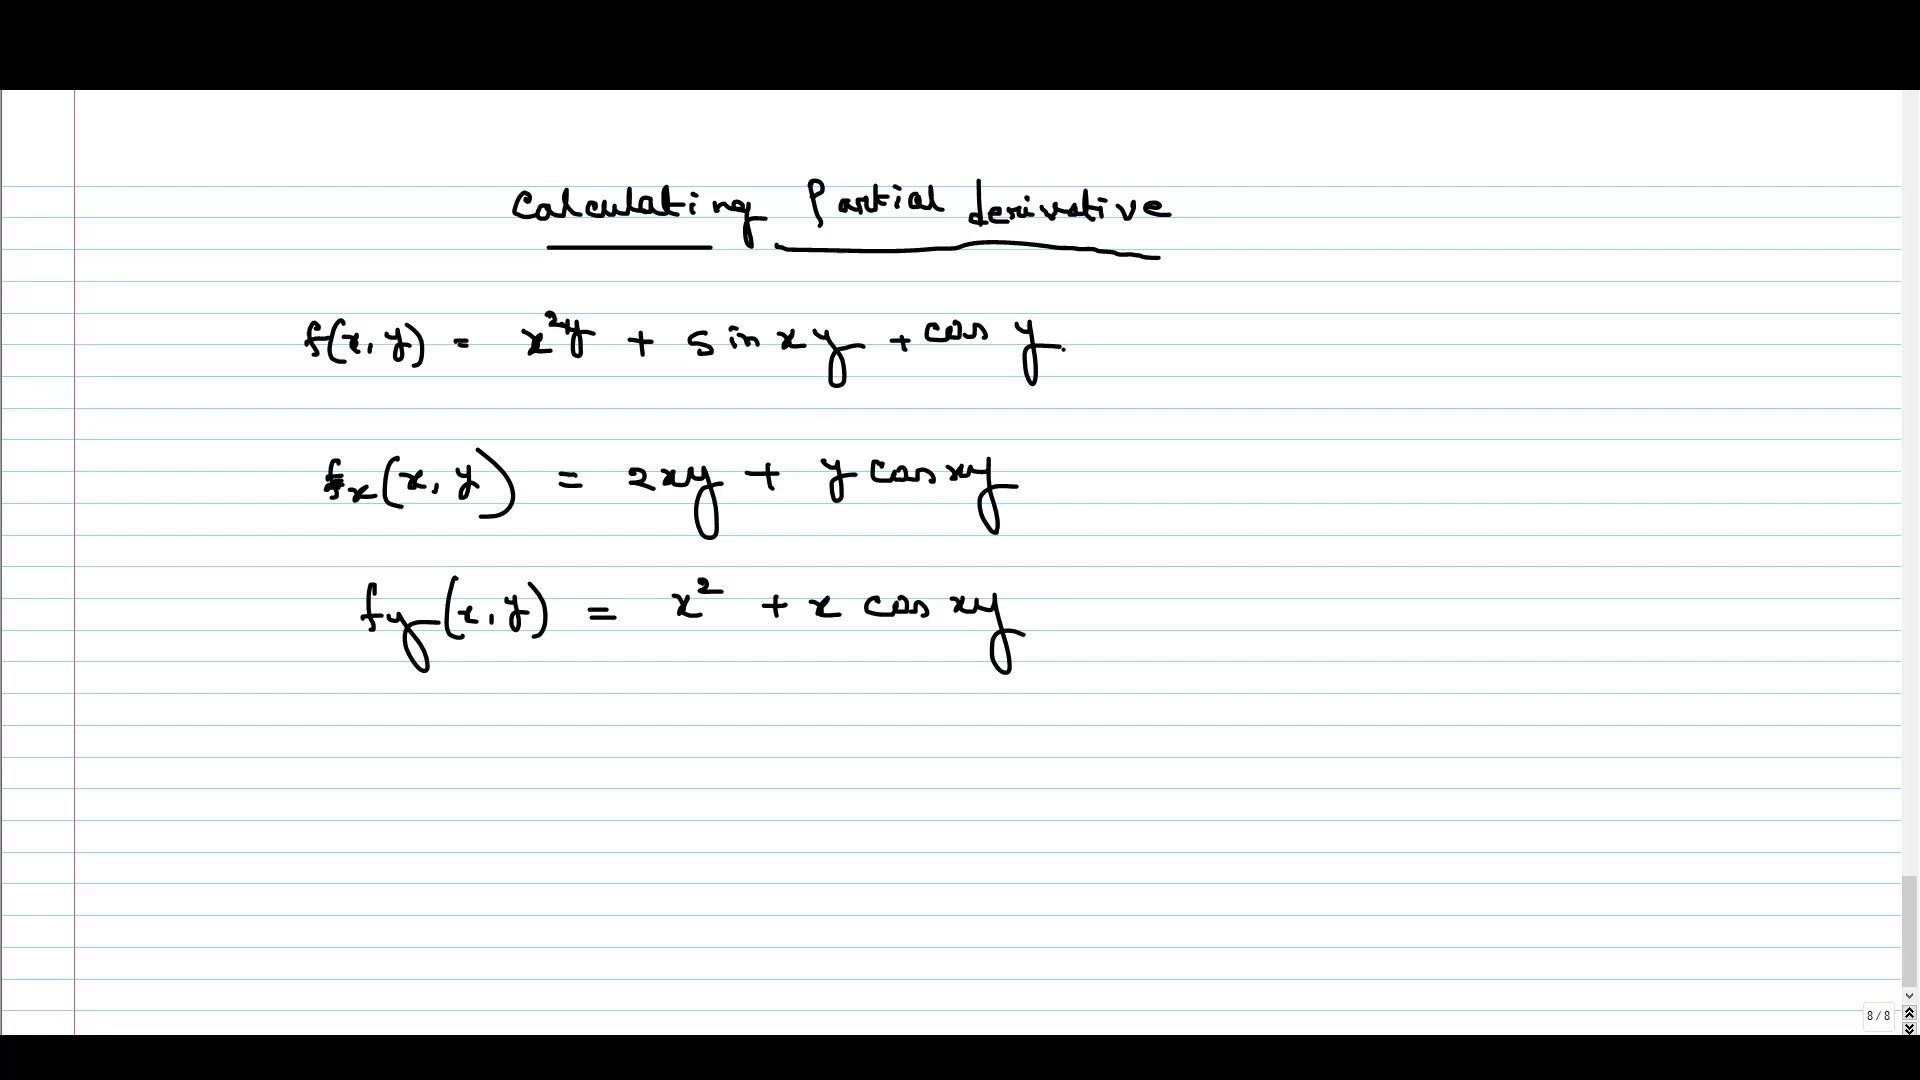 Calculating Partial derivative
f(x, y) = x²y + sin xy + cos y.
fx(x, y) = 2xy + y cos xy
fy(x, y) = x² + x cos xy
8 / 8